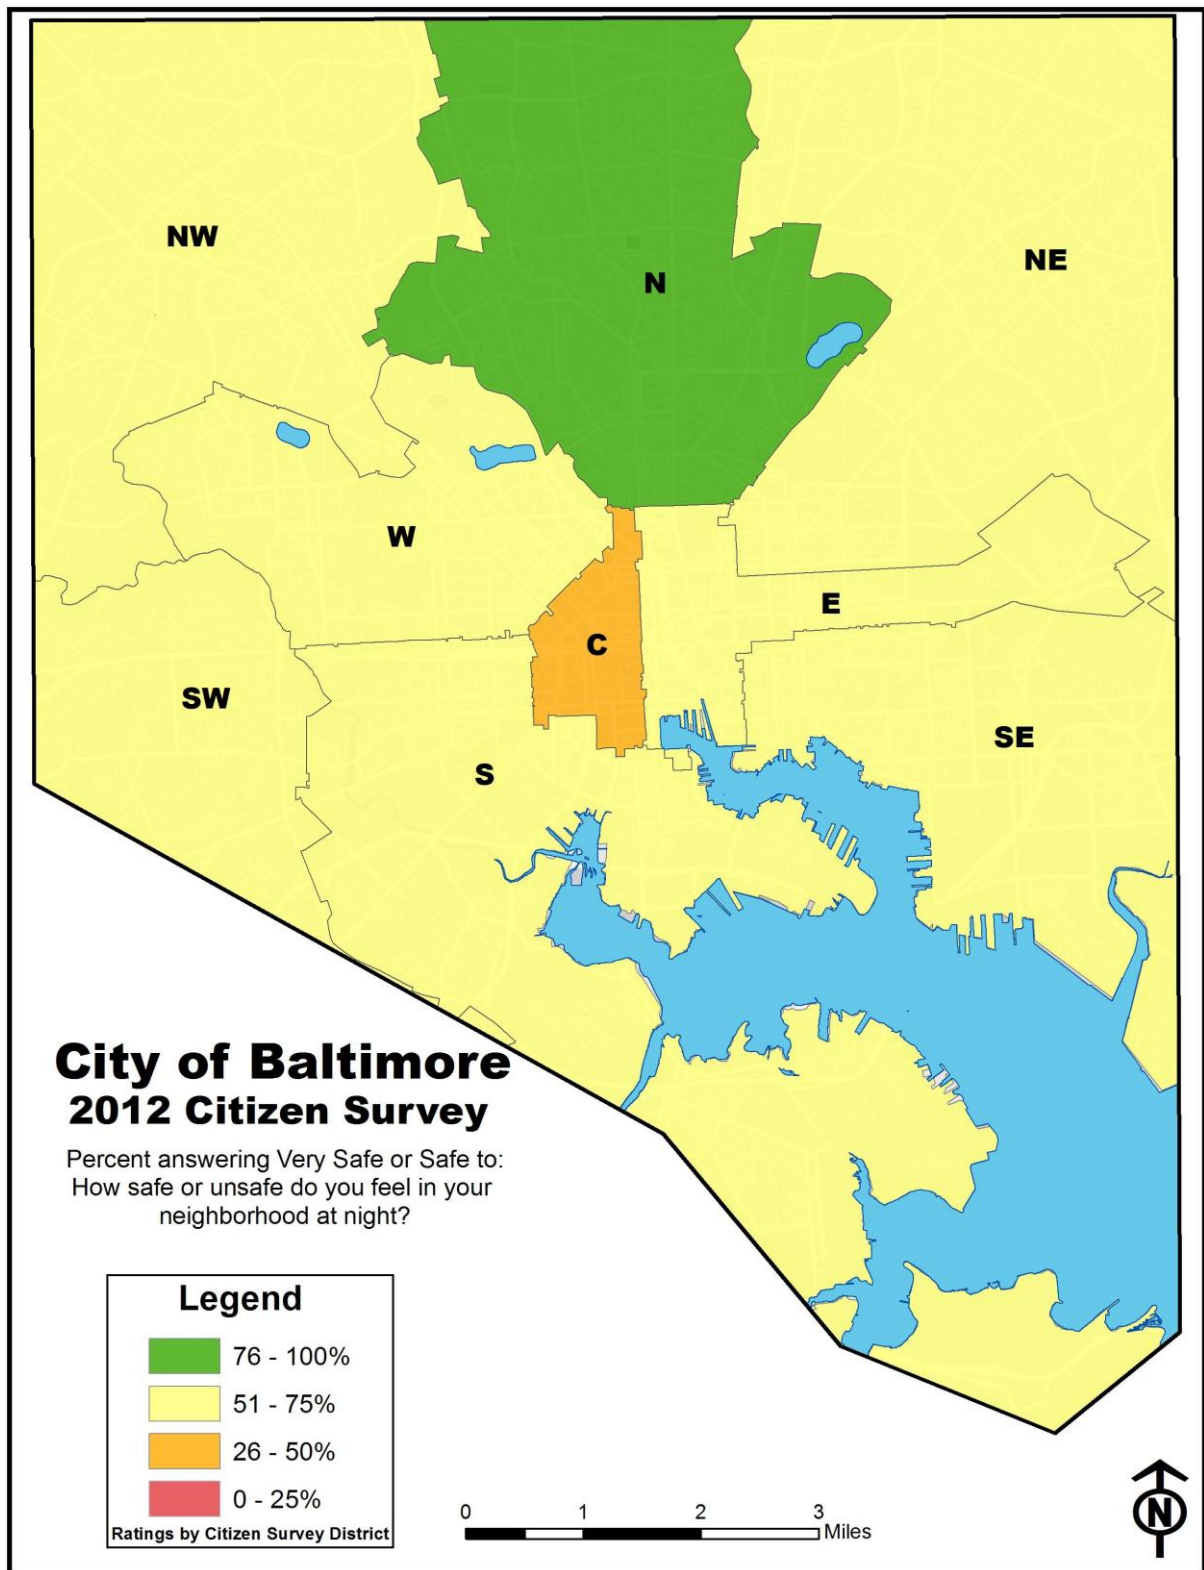 NW
N
NE
W
E
C
SW
SE
S
City of Baltimore
2012 Citizen Survey
Percent answering Very Safe or Safe to:
How safe or unsafe do you feel in your
neighborhood at night?
Legend
76 - 100%
51 - 75%
26 - 50%
0 - 25%
Ratings by Citizen Survey District
0 1 2 3
Miles
N